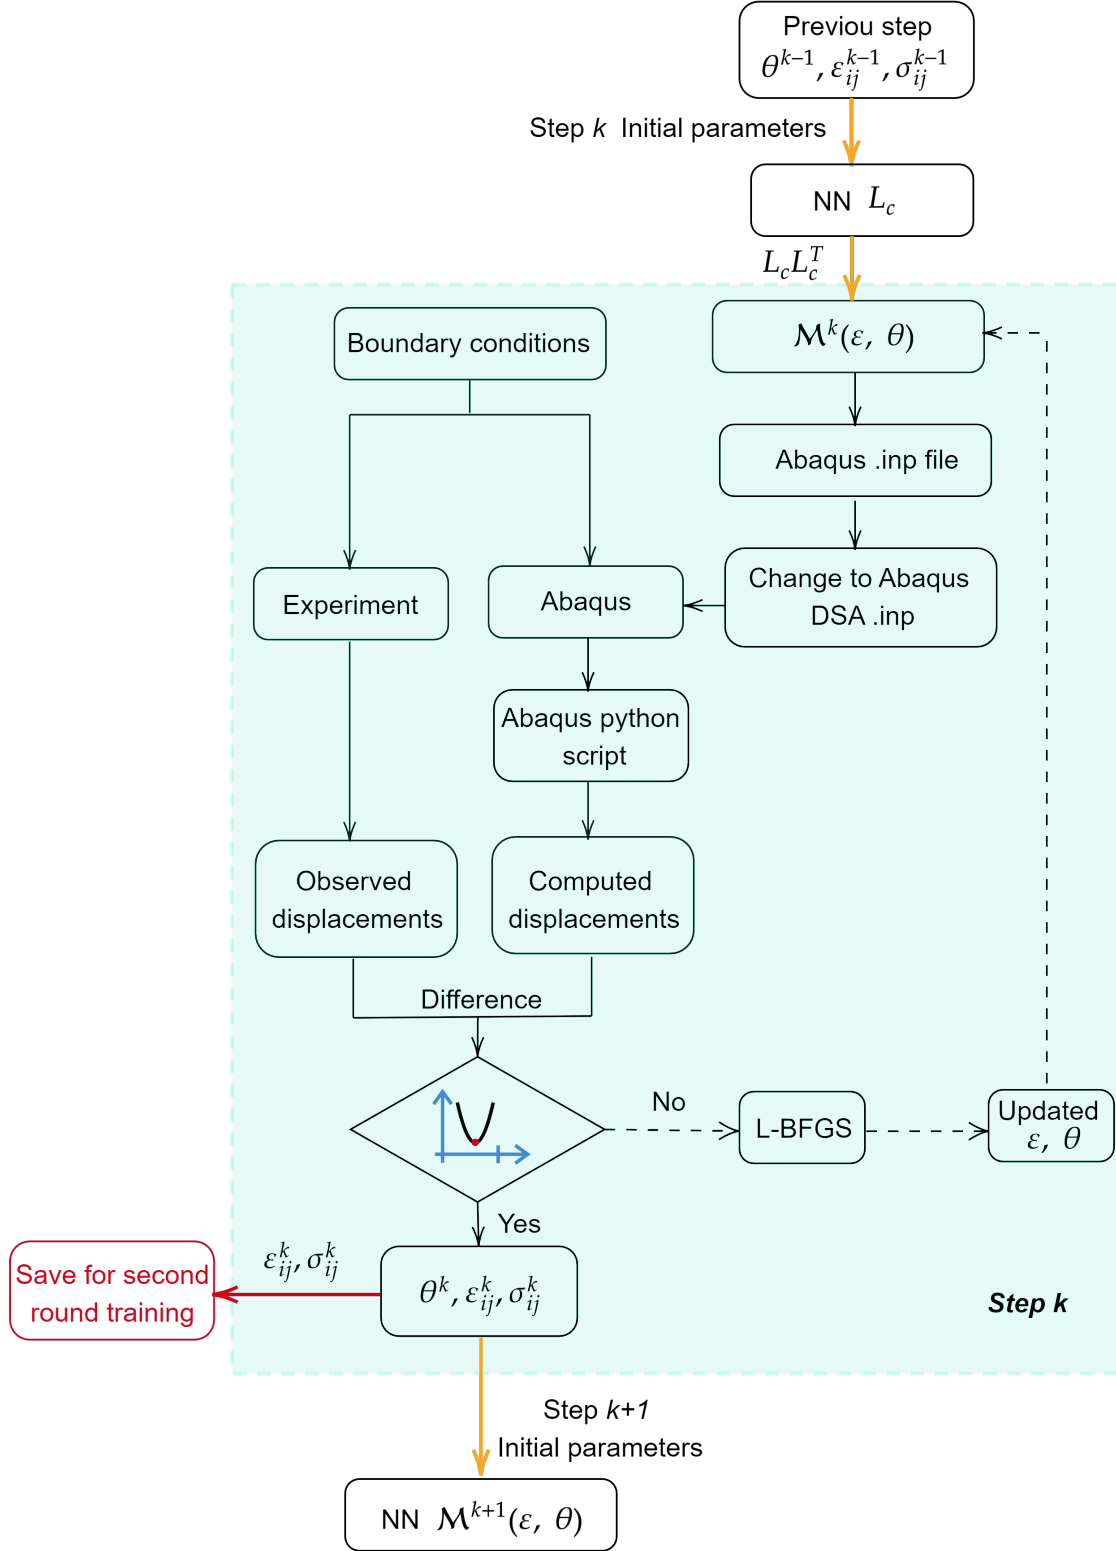 Previou step
θ^{k−1}, ε_{ij}^{k−1}, σ_{ij}^{k−1}
Step k Initial parameters
NN L_c
L_c L_c^T
Boundary conditions
ℳ^k(ε, θ)
Abaqus .inp file
Change to Abaqus
DSA .inp
Experiment
Abaqus
Abaqus python
script
Observed
displacements
Computed
displacements
Difference
No
L-BFGS
Updated
ε, θ
Yes
ε_{ij}^k, σ_{ij}^k
Save for second
round training
θ^k, ε_{ij}^k, σ_{ij}^k
Step k
Step k+1
Initial parameters
NN ℳ^{k+1}(ε, θ)